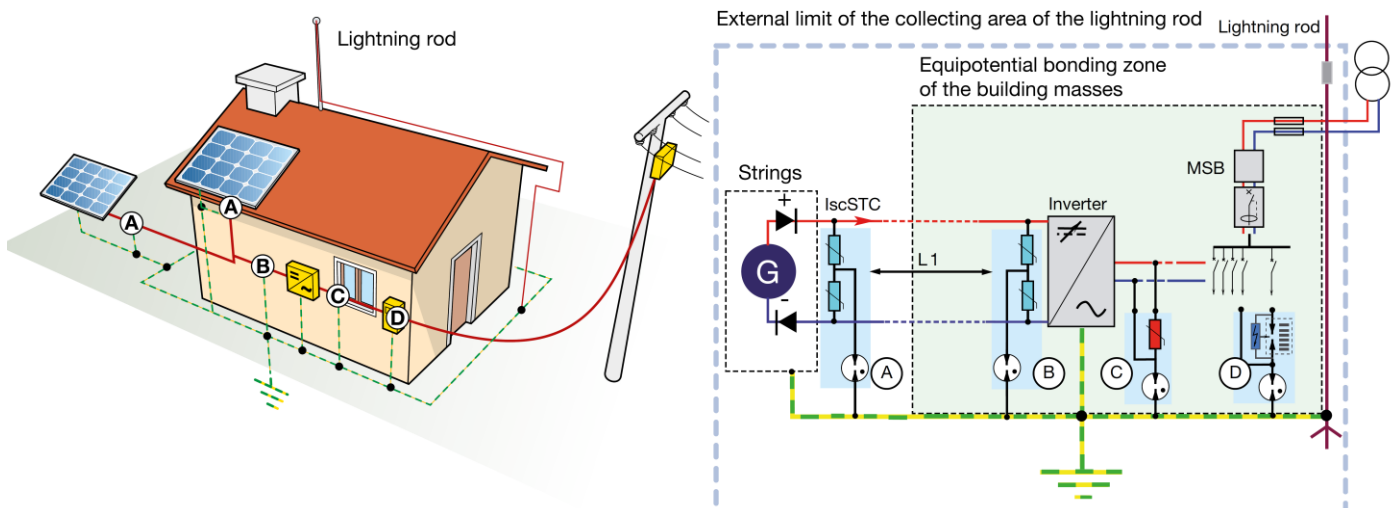 Lightning rod
A
A
B
C
D
External limit of the collecting area of the lightning rod
Lightning rod
Equipotential bonding zone
of the building masses
MSB
Strings
+
IscSTC
Inverter
G
L1
-
A
B
C
D